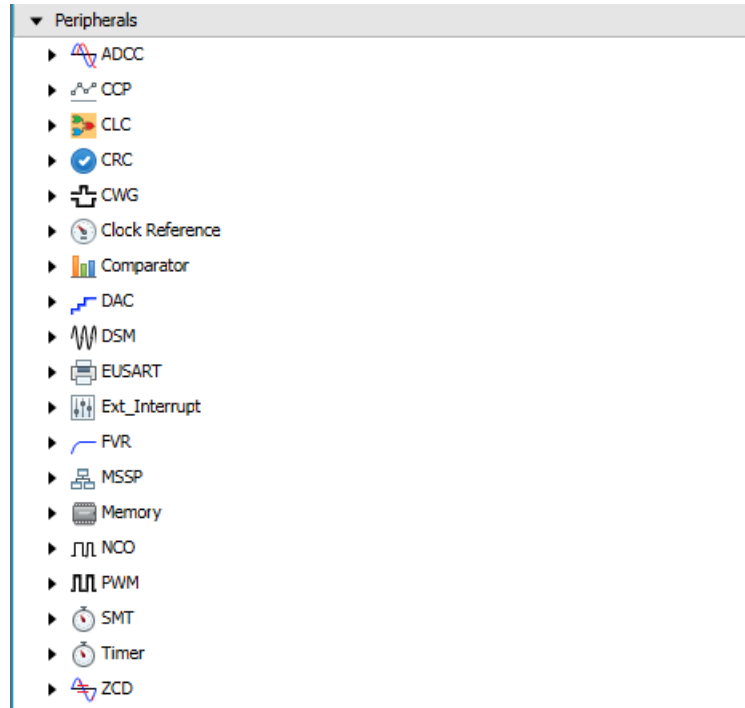 Peripherals
ADCC
CCP
CLC
CRC
CWG
Clock Reference
Comparator
DAC
DSM
EUSART
Ext_Interrupt
FVR
MSSP
Memory
NCO
PWM
SMT
Timer
ZCD